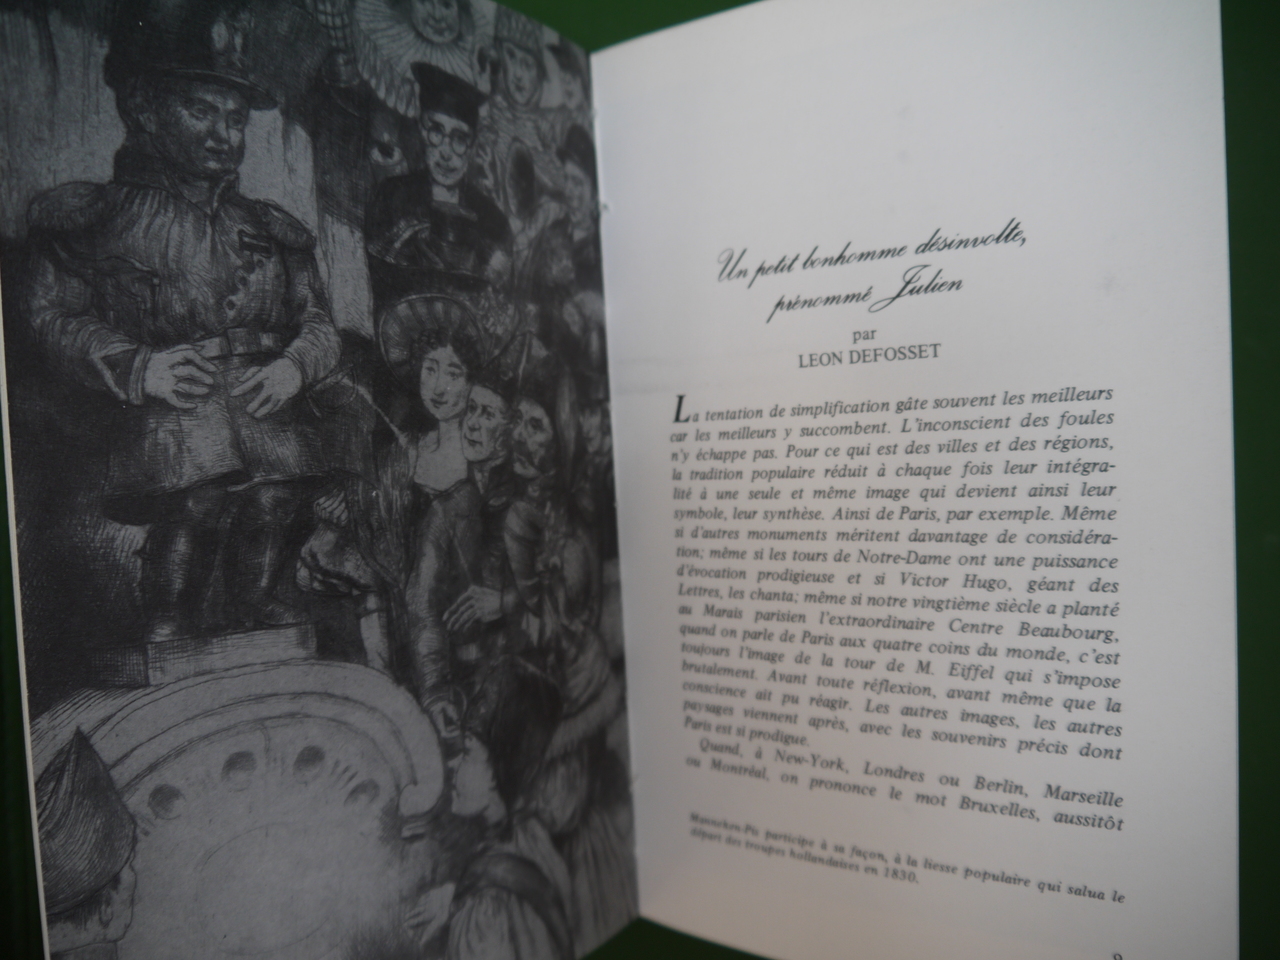 Un petit bonhomme désinvolte,
prénommé Julien
par
LEON DEFOSSET
La tentation de simplification gâte souvent les meilleurs
car les meilleurs y succombent. L'inconscient des foules
n'y échappe pas. Pour ce qui est des villes et des régions,
la tradition populaire réduit à chaque fois leur intégra-
lité à une seule et même image qui devient ainsi leur
symbole, leur synthèse. Ainsi de Paris, par exemple. Même
si d'autres monuments méritent davantage de considéra-
tion; même si les tours de Notre-Dame ont une puissance
d'évocation prodigieuse et si Victor Hugo, géant des
Lettres, les chanta; même si notre vingtième siècle a planté
au Marais parisien l'extraordinaire Centre Beaubourg,
quand on parle de Paris aux quatre coins du monde, c'est
toujours l'image de la tour de M. Eiffel qui s'impose
brutalement. Avant toute réflexion, avant même que la
conscience ait pu réagir. Les autres images, les autres
paysages viennent après, avec les souvenirs précis dont
Paris est si prodigue.
Quand, à New-York, Londres ou Berlin, Marseille
ou Montréal, on prononce le mot Bruxelles, aussitôt
Manneken-Pis participe à sa façon, à la liesse populaire qui salua le
départ des troupes hollandaises en 1830.
9